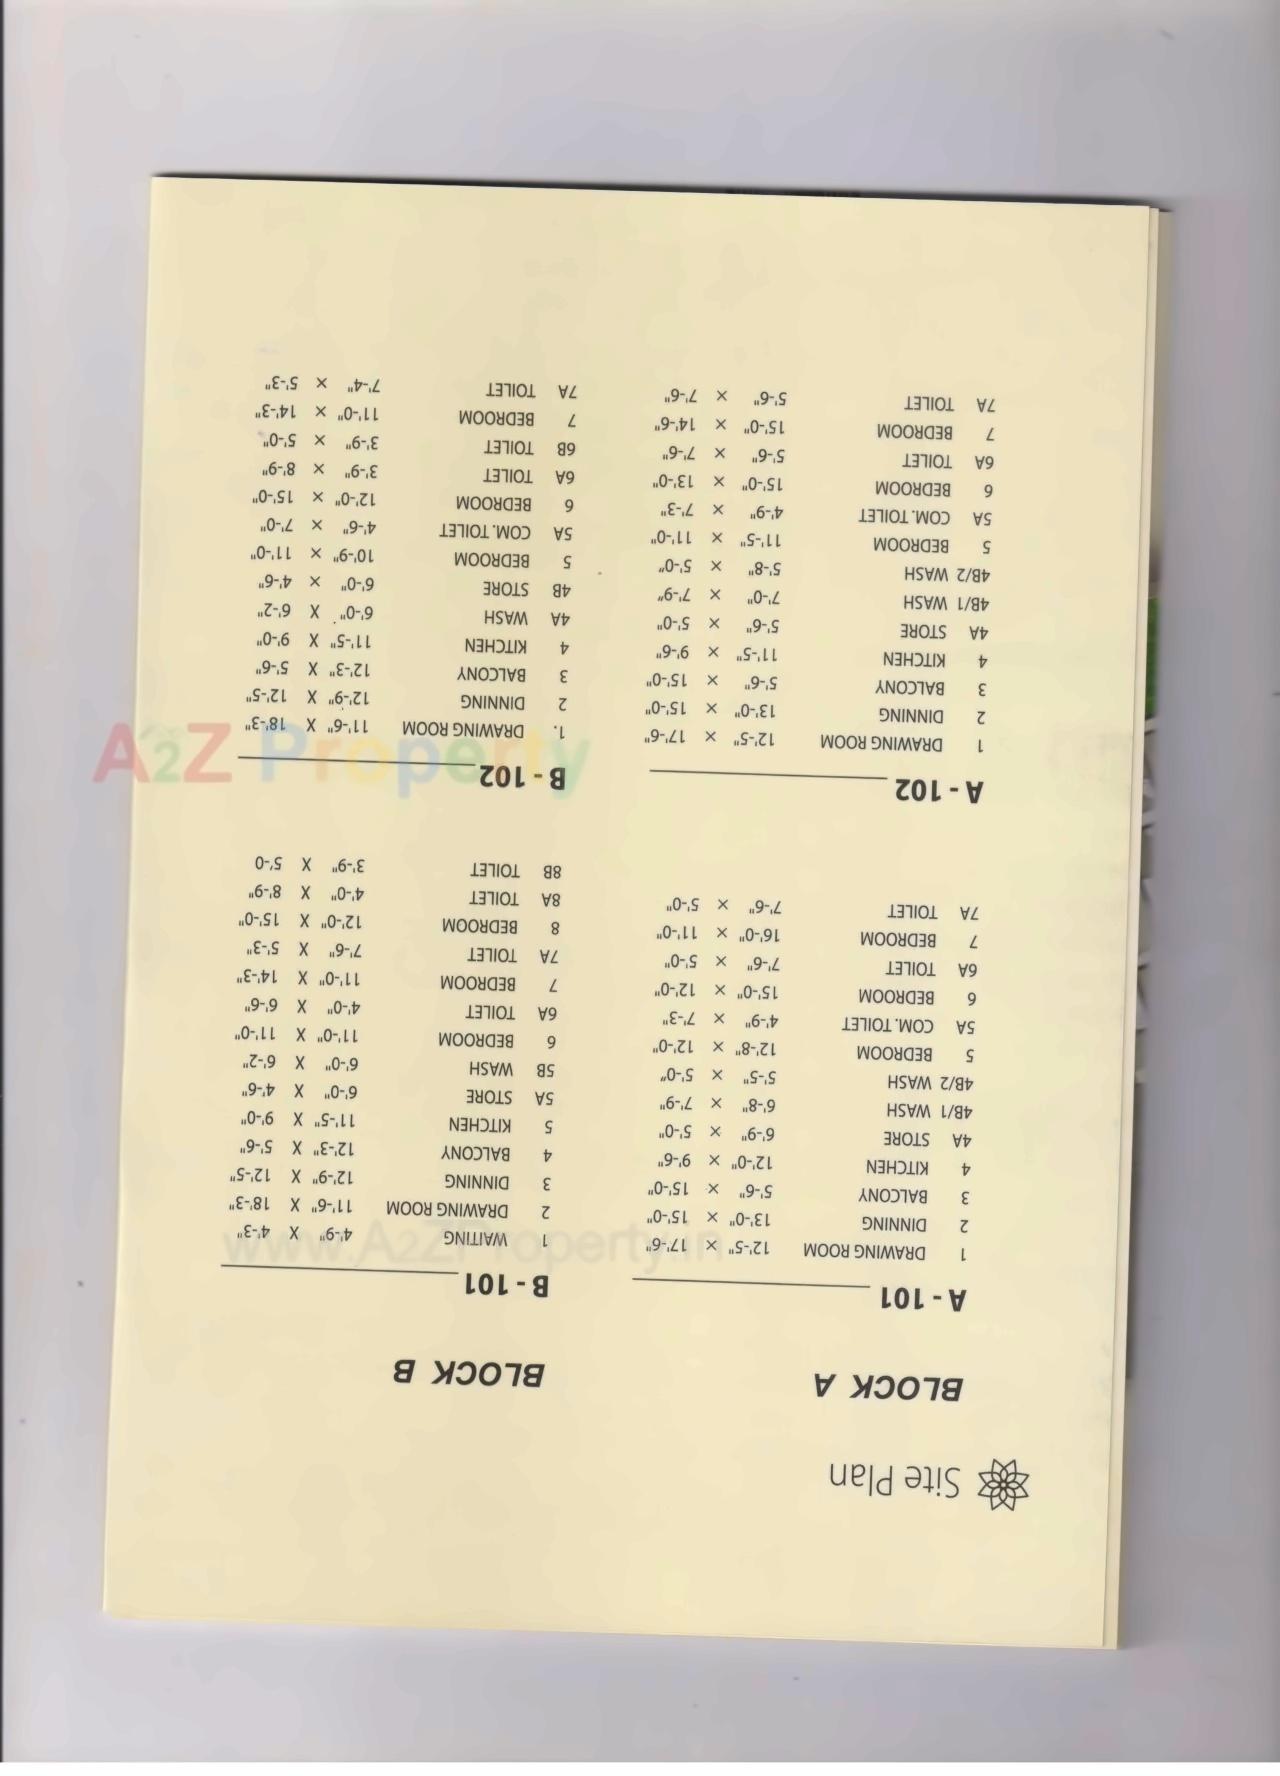 Site Plan
BLOCK A
A - 101
1 DRAWING ROOM 12'-5" × 17'-6"
2 DINNING 13'-0" × 15'-0"
3 BALCONY 5'-6" × 15'-0"
4 KITCHEN 12'-0" × 9'-6"
4A STORE 6'-9" × 5'-0"
4B/1 WASH 6'-8" × 7'-9"
4B/2 WASH 5'-5" × 5'-0"
5 BEDROOM 12'-8" × 12'-0"
5A COM. TOILET 4'-9" × 7'-3"
6 BEDROOM 15'-0" × 12'-0"
6A TOILET 7'-6" × 5'-0"
7 BEDROOM 16'-0" × 11'-0"
7A TOILET 7'-6" × 5'-0"
A - 102
1 DRAWING ROOM 12'-5" × 17'-6"
2 DINNING 13'-0" × 15'-0"
3 BALCONY 5'-6" × 15'-0"
4 KITCHEN 11'-5" × 9'-6"
4A STORE 5'-6" × 5'-0"
4B/1 WASH 7'-0" × 7'-9"
4B/2 WASH 5'-8" × 5'-0"
5 BEDROOM 11'-5" × 11'-0"
5A COM. TOILET 4'-9" × 7'-3"
6 BEDROOM 15'-0" × 13'-0"
6A TOILET 5'-6" × 7'-6"
7 BEDROOM 15'-0" × 14'-6"
7A TOILET 5'-6" × 7'-6"
BLOCK B
B - 101
1 WAITING 4'-9" X 4'-3"
2 DRAWING ROOM 11'-6" X 18'-3"
3 DINNING 12'-9" X 12'-5"
4 BALCONY 12'-3" X 5'-6"
5 KITCHEN 11'-5" X 9'-0"
5A STORE 6'-0" X 4'-6"
5B WASH 6'-0" X 6'-2"
6 BEDROOM 11'-0" X 11'-0"
6A TOILET 4'-0" X 6'-6"
7 BEDROOM 11'-0" X 14'-3"
7A TOILET 7'-6" X 5'-3"
8 BEDROOM 12'-0" X 15'-0"
8A TOILET 4'-0" X 8'-9"
8B TOILET 3'-9" X 5'-0
B - 102
1. DRAWING ROOM 11'-6" X 18'-3"
2 DINNING 12'-9" X 12'-5"
3 BALCONY 12'-3" X 5'-6"
4 KITCHEN 11'-5" X 9'-0"
4A WASH 6'-0" X 6'-2"
4B STORE 6'-0" × 4'-6"
5 BEDROOM 10'-9" × 11'-0"
5A COM. TOILET 4'-6" × 7'-0"
6 BEDROOM 12'-0" × 15'-0"
6A TOILET 3'-9" × 8'-9"
6B TOILET 3'-9" × 5'-0"
7 BEDROOM 11'-0" × 14'-3"
7A TOILET 7'-4" × 5'-3"
A2Z Property
www.A2ZProperty.in